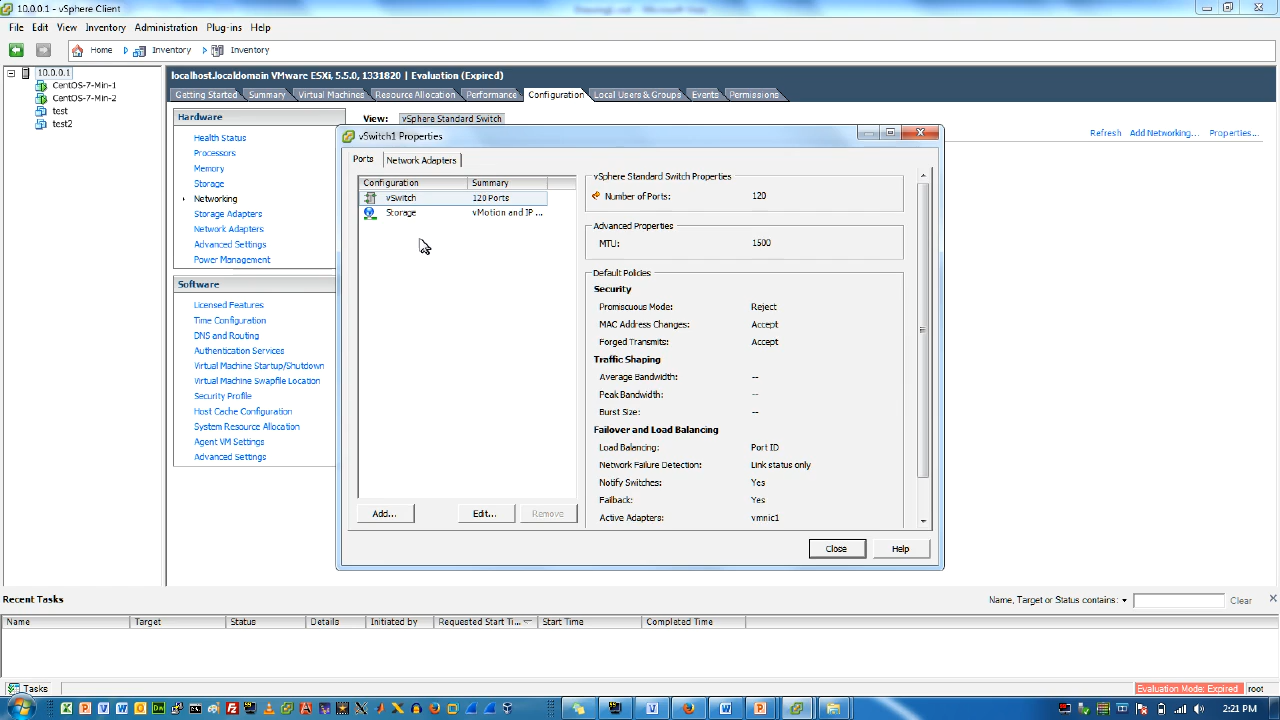 10.0.0.1 - vSphere Client
File Edit View Inventory Administration Plug-ins Help
Home Inventory Inventory
10.0.0.1
CentOS-7-Min-1
CentOS-7-Min-2
test
test2
localhost.localdomain VMware ESXi, 5.5.0, 1331820 | Evaluation (Expired)
Getting Started Summary Virtual Machines Resource Allocation Performance Configuration Local Users & Groups Events Permissions
Hardware
Health Status
Processors
Memory
Storage
Networking
Storage Adapters
Network Adapters
Advanced Settings
Power Management
Software
Licensed Features
Time Configuration
DNS and Routing
Authentication Services
Virtual Machine Startup/Shutdown
Virtual Machine Swapfile Location
Security Profile
Host Cache Configuration
System Resource Allocation
Agent VM Settings
Advanced Settings
View: vSphere Standard Switch
Refresh Add Networking... Properties...
vSwitch1 Properties
Ports Network Adapters
Configuration Summary
vSwitch 120 Ports
Storage vMotion and IP ...
Add... Edit... Remove
vSphere Standard Switch Properties
Number of Ports: 120
Advanced Properties
MTU: 1500
Default Policies
Security
Promiscuous Mode: Reject
MAC Address Changes: Accept
Forged Transmits: Accept
Traffic Shaping
Average Bandwidth: --
Peak Bandwidth: --
Burst Size: --
Failover and Load Balancing
Load Balancing: Port ID
Network Failure Detection: Link status only
Notify Switches: Yes
Failback: Yes
Active Adapters: vmnic1
Close Help
Recent Tasks
Name, Target or Status contains: Clear
Name Target Status Details Initiated by Requested Start Ti... Start Time Completed Time
Tasks
Evaluation Mode: Expired root
2:21 PM